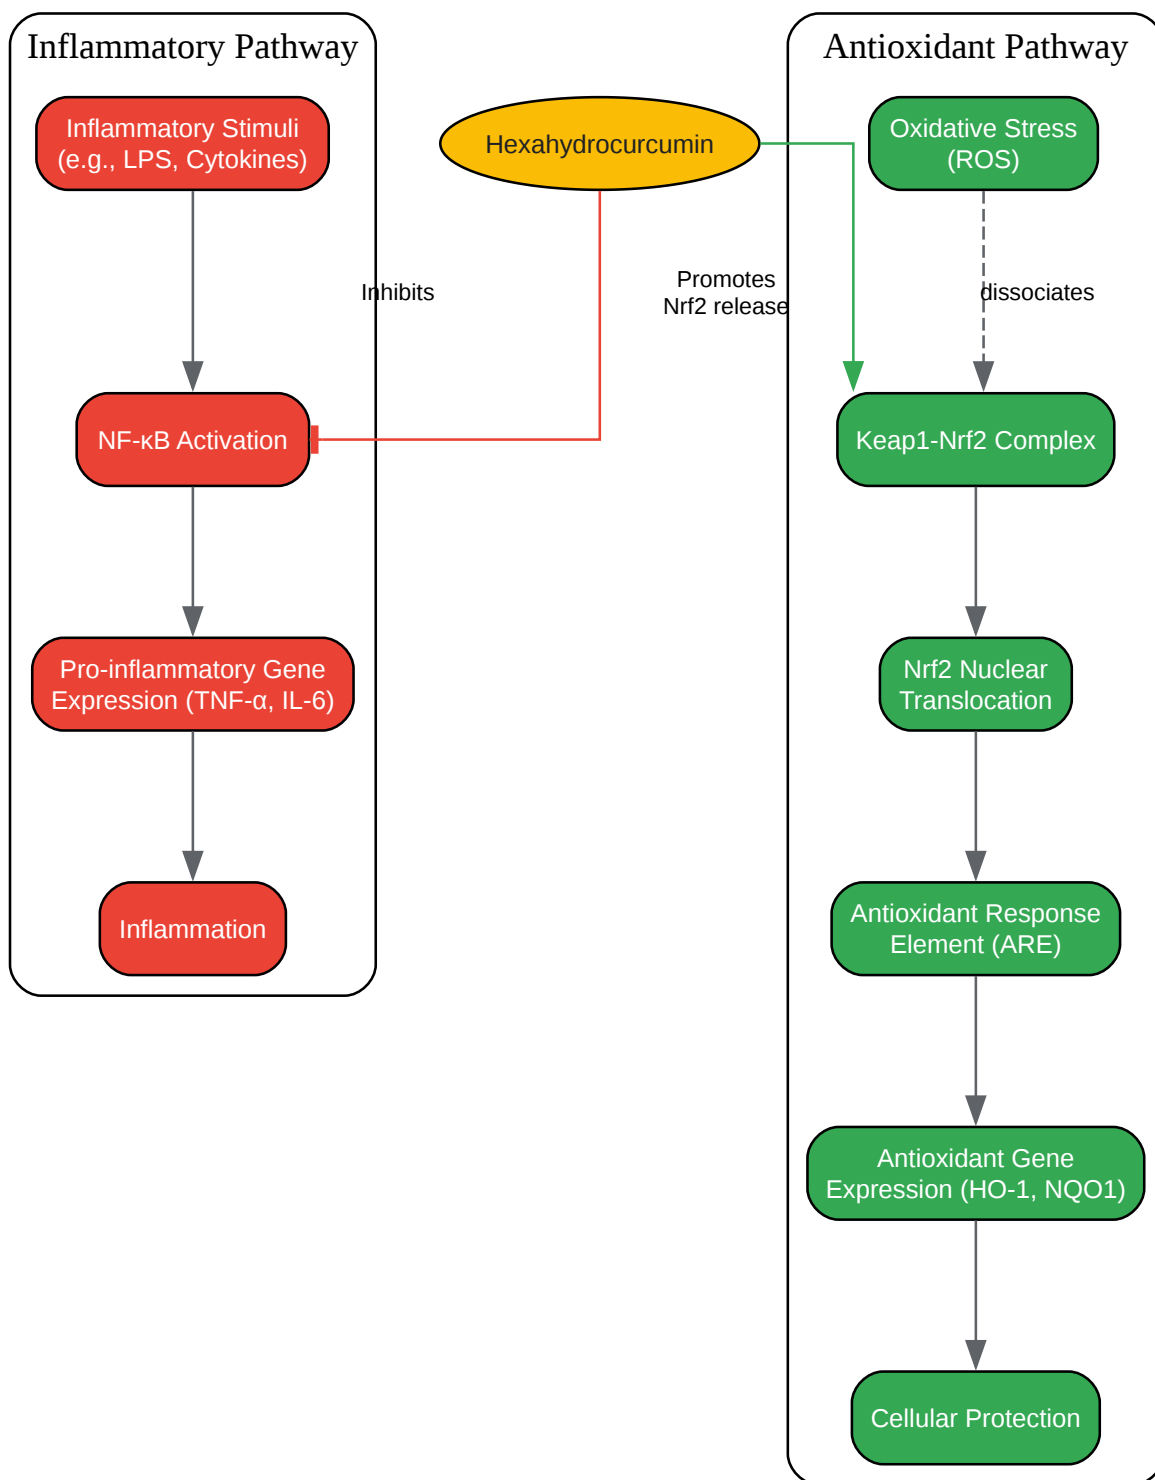 Inflammatory Pathway
Inflammatory Stimuli
(e.g., LPS, Cytokines)
NF-κB Activation
Pro-inflammatory Gene
Expression (TNF-α, IL-6)
Inflammation
Hexahydrocurcumin
Inhibits
Promotes
Nrf2 release
Antioxidant Pathway
Oxidative Stress
(ROS)
dissociates
Keap1-Nrf2 Complex
Nrf2 Nuclear
Translocation
Antioxidant Response
Element (ARE)
Antioxidant Gene
Expression (HO-1, NQO1)
Cellular Protection